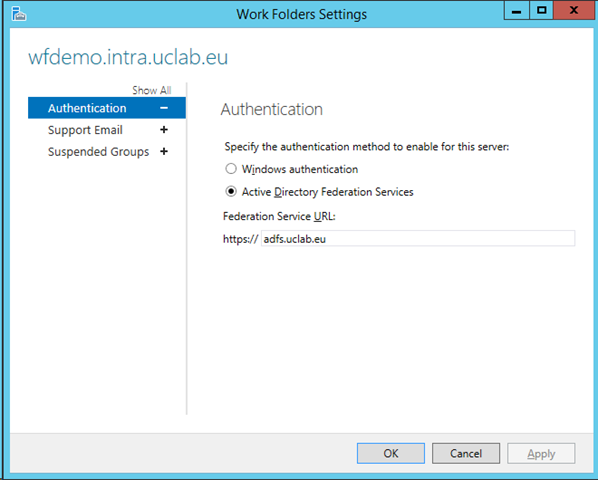 Work Folders Settings
wfdemo.intra.uclab.eu
Show All
Authentication
Support Email
Suspended Groups
Authentication
Specify the authentication method to enable for this server:
Windows authentication
Active Directory Federation Services
Federation Service URL:
https:// adfs.uclab.eu
OK Cancel Apply